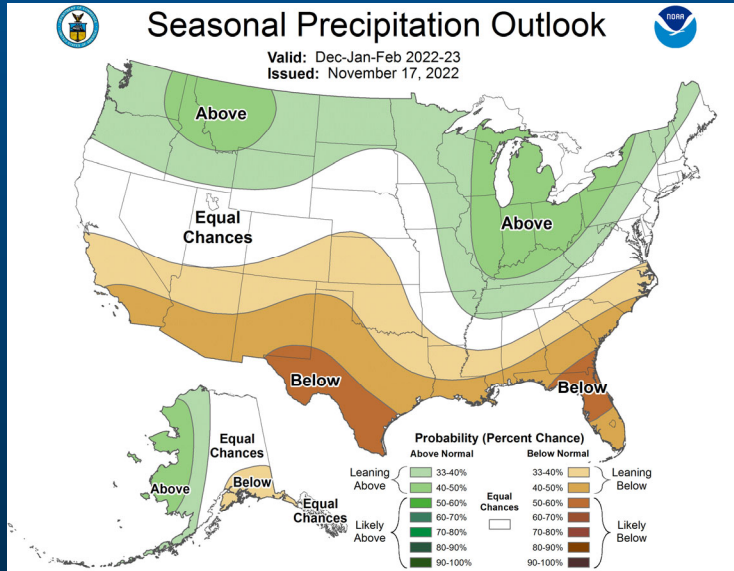 Seasonal Precipitation Outlook
NOAA
Valid: Dec-Jan-Feb 2022-23
Issued: November 17, 2022
Above
Equal
Chances
Above
Below
Below
Equal
Chances
Above
Below
Equal
Chances
Probability (Percent Chance)
Above Normal
Below Normal
Leaning
Above
33-40%
40-50%
Likely
Above
50-60%
60-70%
70-80%
80-90%
90-100%
Equal
Chances
33-40%
40-50%
Leaning
Below
50-60%
60-70%
70-80%
80-90%
90-100%
Likely
Below